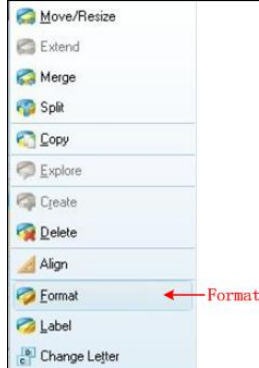 Move/Resize
Extend
Merge
Split
Copy
Explore
Create
Delete
Align
Format
Format
Label
Change Letter